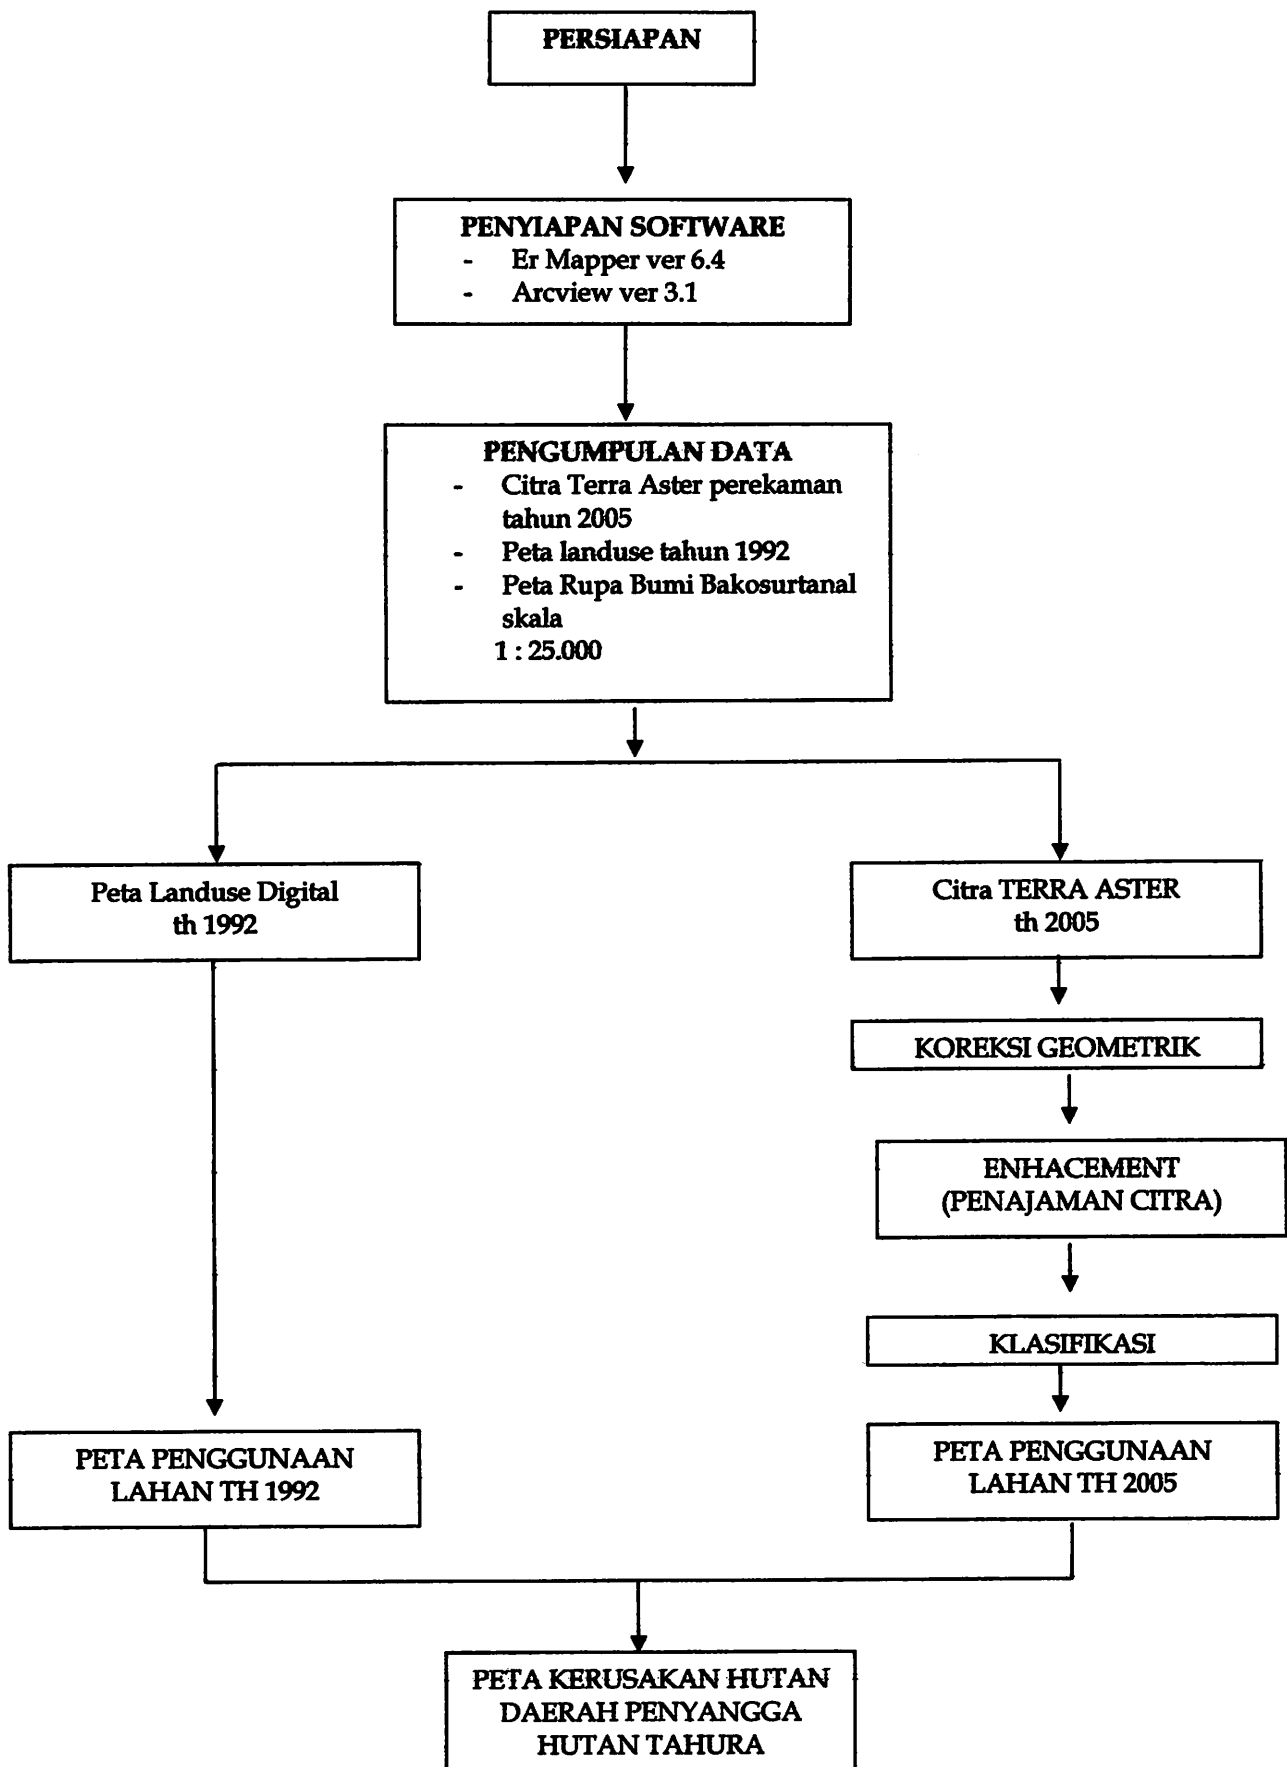 PERSIAPAN
PENYIAPAN SOFTWARE
- Er Mapper ver 6.4
- Arcview ver 3.1
PENGUMPULAN DATA
- Citra Terra Aster perekaman
tahun 2005
- Peta landuse tahun 1992
- Peta Rupa Bumi Bakosurtanal
skala
1 : 25.000
Peta Landuse Digital
th 1992
Citra TERRA ASTER
th 2005
KOREKSI GEOMETRIK
ENHACEMENT
(PENAJAMAN CITRA)
KLASIFIKASI
PETA PENGGUNAAN
LAHAN TH 1992
PETA PENGGUNAAN
LAHAN TH 2005
PETA KERUSAKAN HUTAN
DAERAH PENYANGGA
HUTAN TAHURA